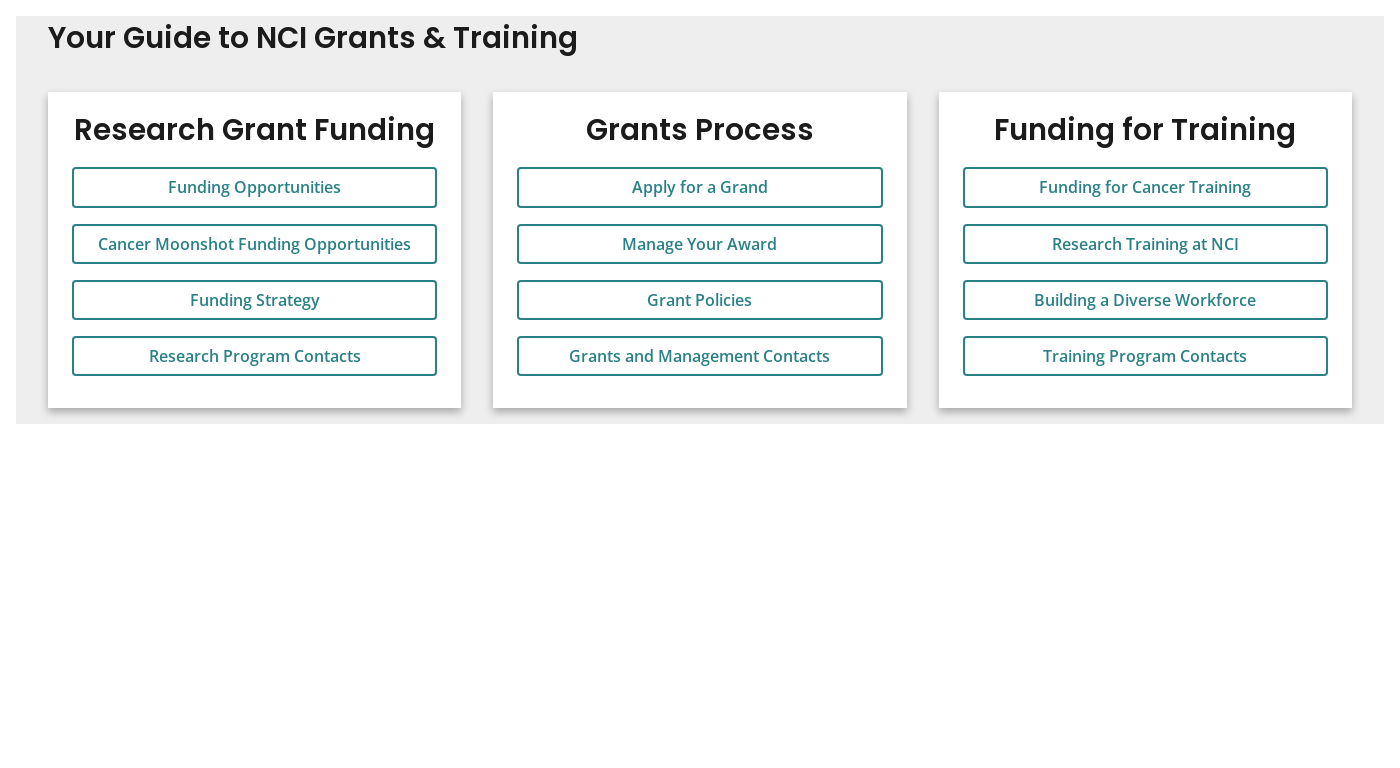 Your Guide to NCI Grants & Training
Research Grant Funding
Funding Opportunities
Cancer Moonshot Funding Opportunities
Funding Strategy
Research Program Contacts
Grants Process
Apply for a Grand
Manage Your Award
Grant Policies
Grants and Management Contacts
Funding for Training
Funding for Cancer Training
Research Training at NCI
Building a Diverse Workforce
Training Program Contacts